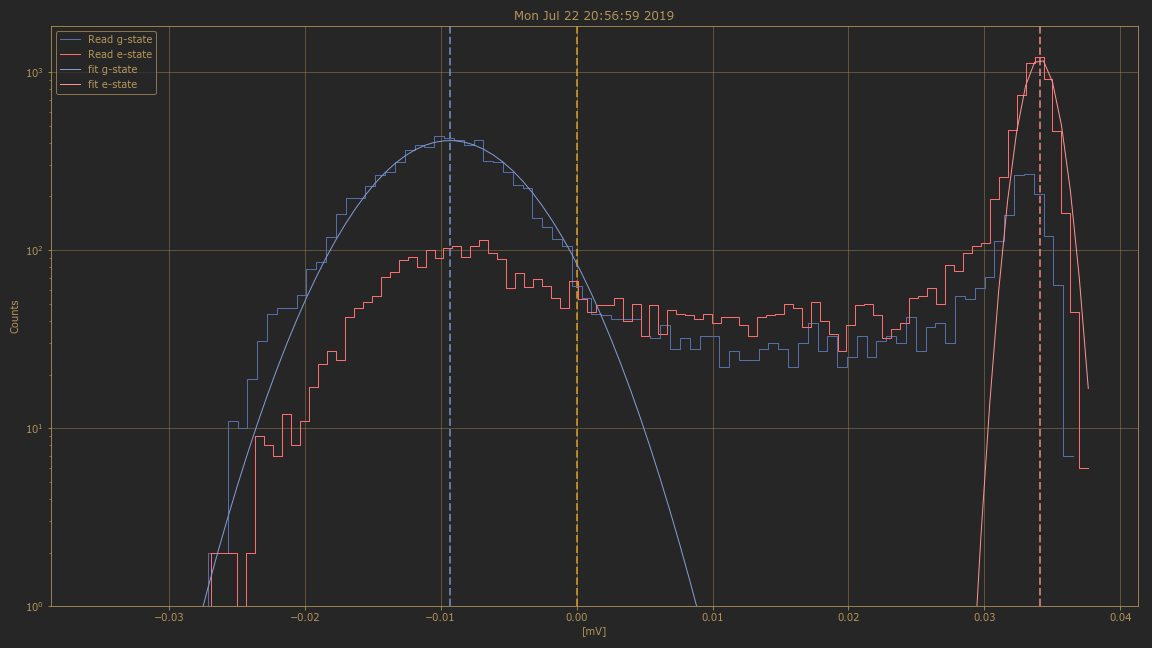 Mon Jul 22 20:56:59 2019
Read g-state
Read e-state
fit g-state
fit e-state
10³
10²
10¹
10⁰
Counts
−0.03 −0.02 −0.01 0.00 0.01 0.02 0.03 0.04
[mV]